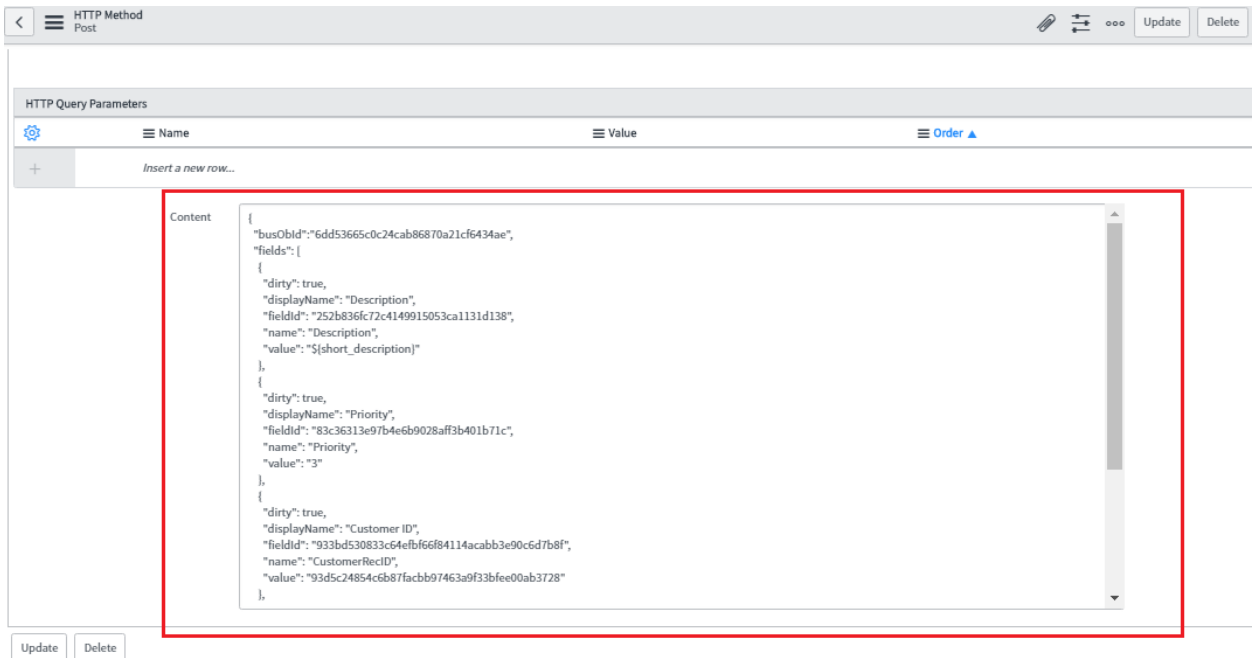 HTTP Method
Post
Update
Delete
HTTP Query Parameters
Name
Value
Order
Insert a new row...
Content
{
"busObId":"6dd53665c0c24cab86870a21cf6434ae",
"fields": [
{
"dirty": true,
"displayName": "Description",
"fieldId": "252b836fc72c4149915053ca1131d138",
"name": "Description",
"value": "${short_description}"
},
{
"dirty": true,
"displayName": "Priority",
"fieldId": "83c36313e97b4e6b9028aff3b401b71c",
"name": "Priority",
"value": "3"
},
{
"dirty": true,
"displayName": "Customer ID",
"fieldId": "933bd530833c64efbf66f84114acabb3e90c6d7b8f",
"name": "CustomerRecID",
"value": "93d5c24854c6b87facbb97463a9f33bfee00ab3728"
},
Update
Delete